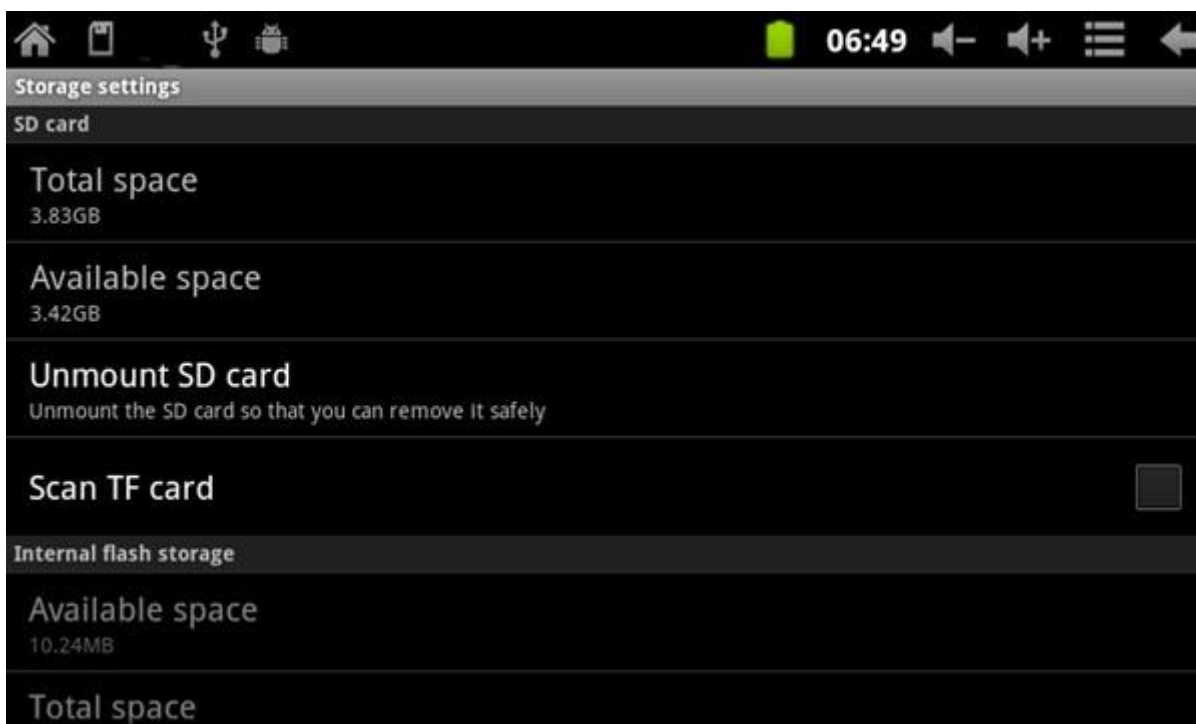 06:49
Storage settings
SD card
Total space
3.83GB
Available space
3.42GB
Unmount SD card
Unmount the SD card so that you can remove it safely
Scan TF card
Internal flash storage
Available space
10.24MB
Total space